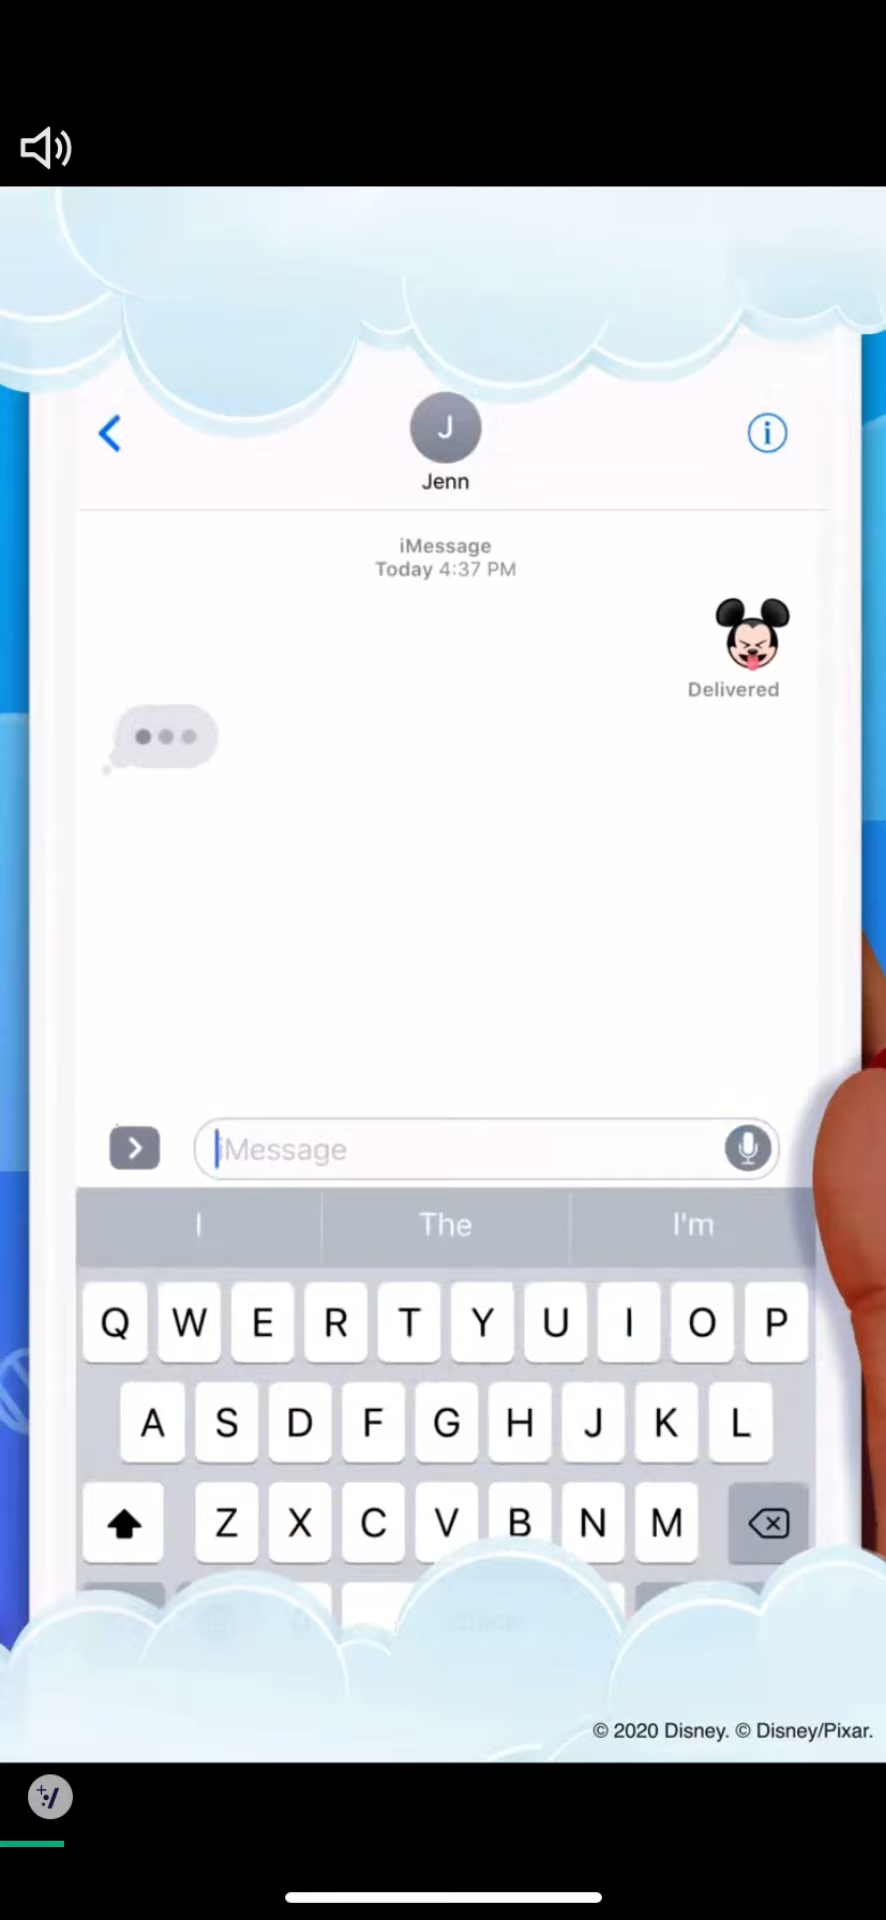 J
Jenn
iMessage
Today 4:37 PM
Delivered
iMessage
I The I'm
Q W E R T Y U I O P
A S D F G H J K L
Z X C V B N M
© 2020 Disney. © Disney/Pixar.